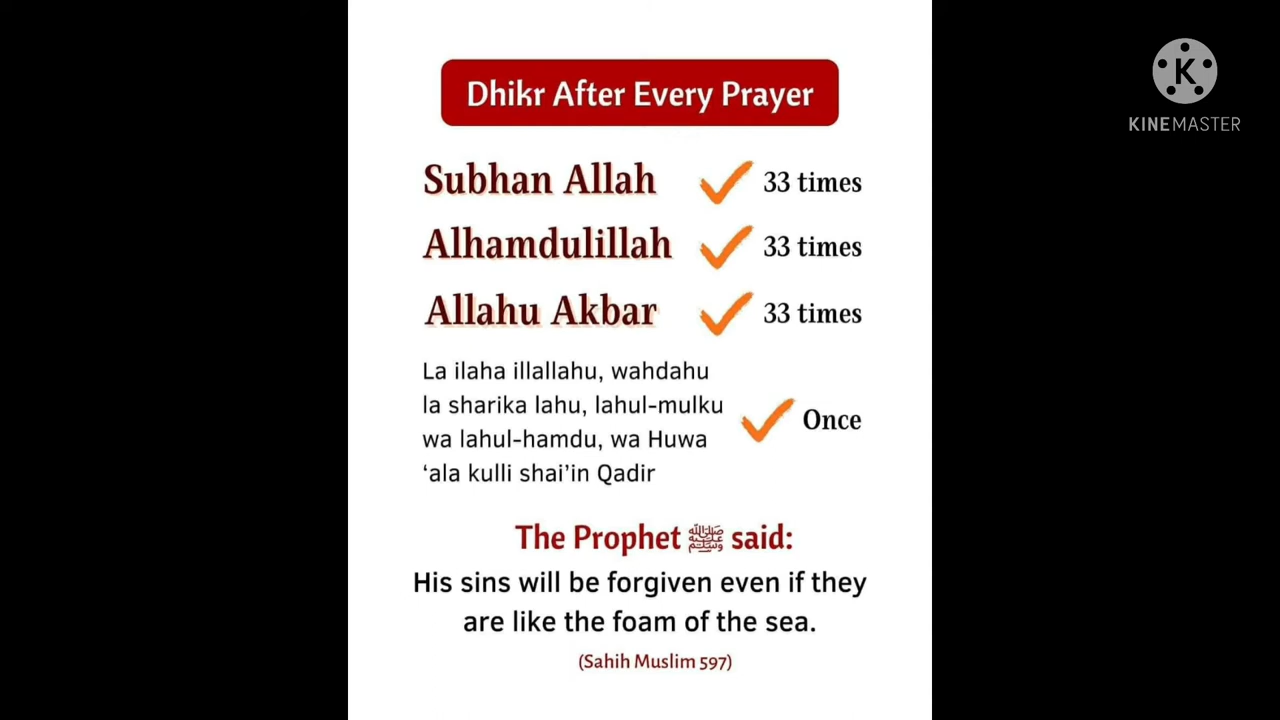 Dhikr After Every Prayer
KINEMASTER
Subhan Allah 33 times
Alhamdulillah 33 times
Allahu Akbar 33 times
La ilaha illallahu, wahdahu
la sharika lahu, lahul-mulku
wa lahul-hamdu, wa Huwa
‘ala kulli shai’in Qadir
Once
The Prophet ﷺ said:
His sins will be forgiven even if they
are like the foam of the sea.
(Sahih Muslim 597)